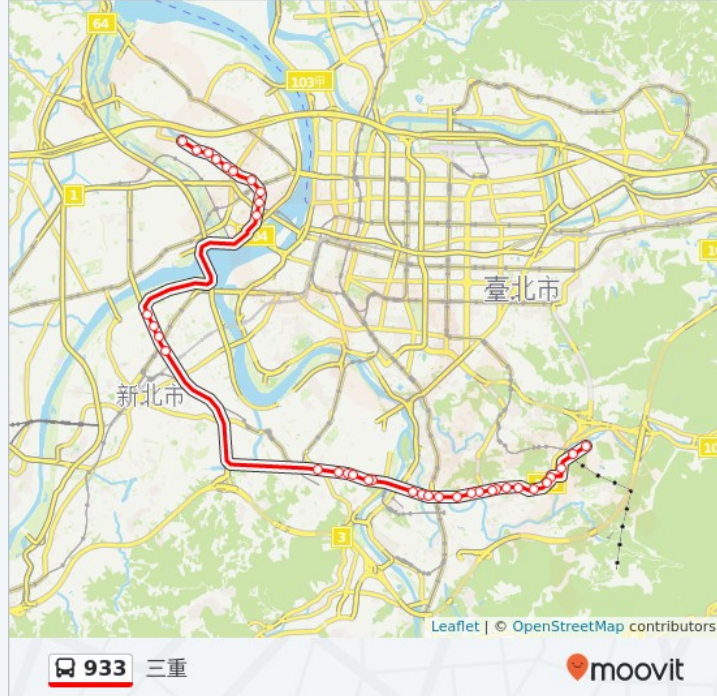 64
103甲
1
64
臺北市
新北市
3
Leaflet | © OpenStreetMap contributors
933 三重
moovit